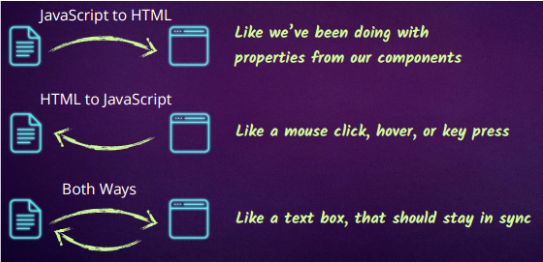 JavaScript to HTML
Like we've been doing with
properties from our components
HTML to JavaScript
Like a mouse click, hover, or key press
Both Ways
Like a text box, that should stay in sync